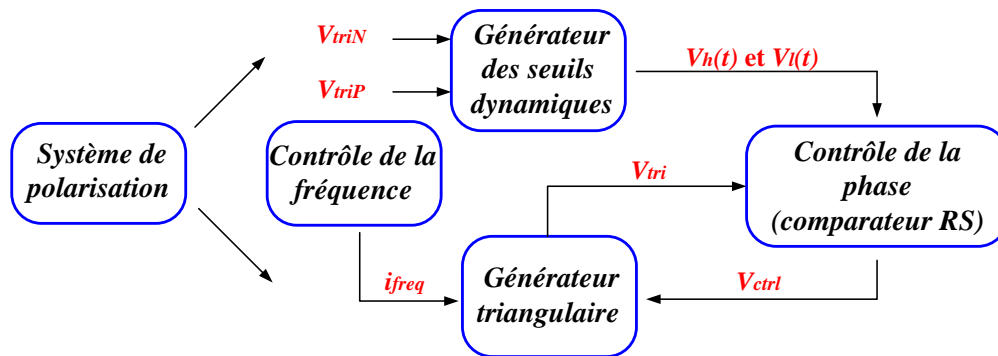 VtriN
VtriP
Générateur
des seuils
dynamiques
Vh(t) et Vl(t)
Système de
polarisation
Contrôle de la
fréquence
Vtri
Contrôle de la
phase
(comparateur RS)
ifreq
Générateur
triangulaire
Vctrl